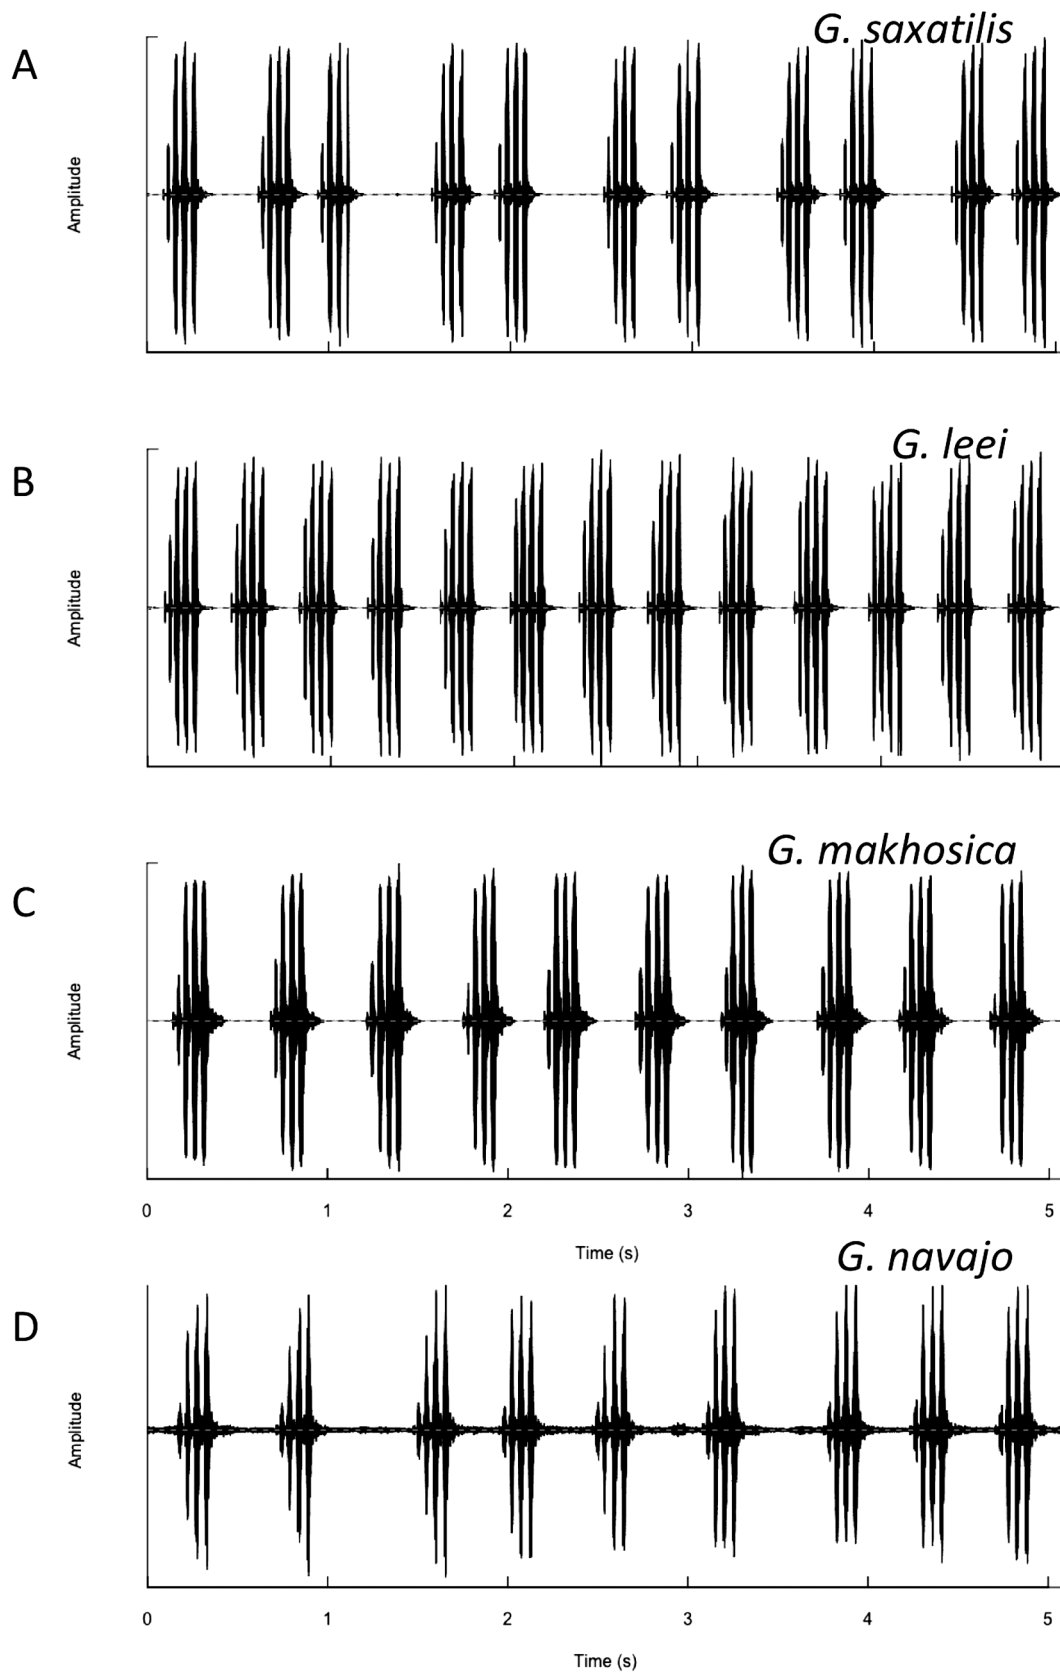 A
G. saxatilis
Amplitude
B
G. leei
Amplitude
C
G. makhosica
Amplitude
0 1 2 3 4 5
Time (s)
D
G. navajo
Amplitude
0 1 2 3 4 5
Time (s)